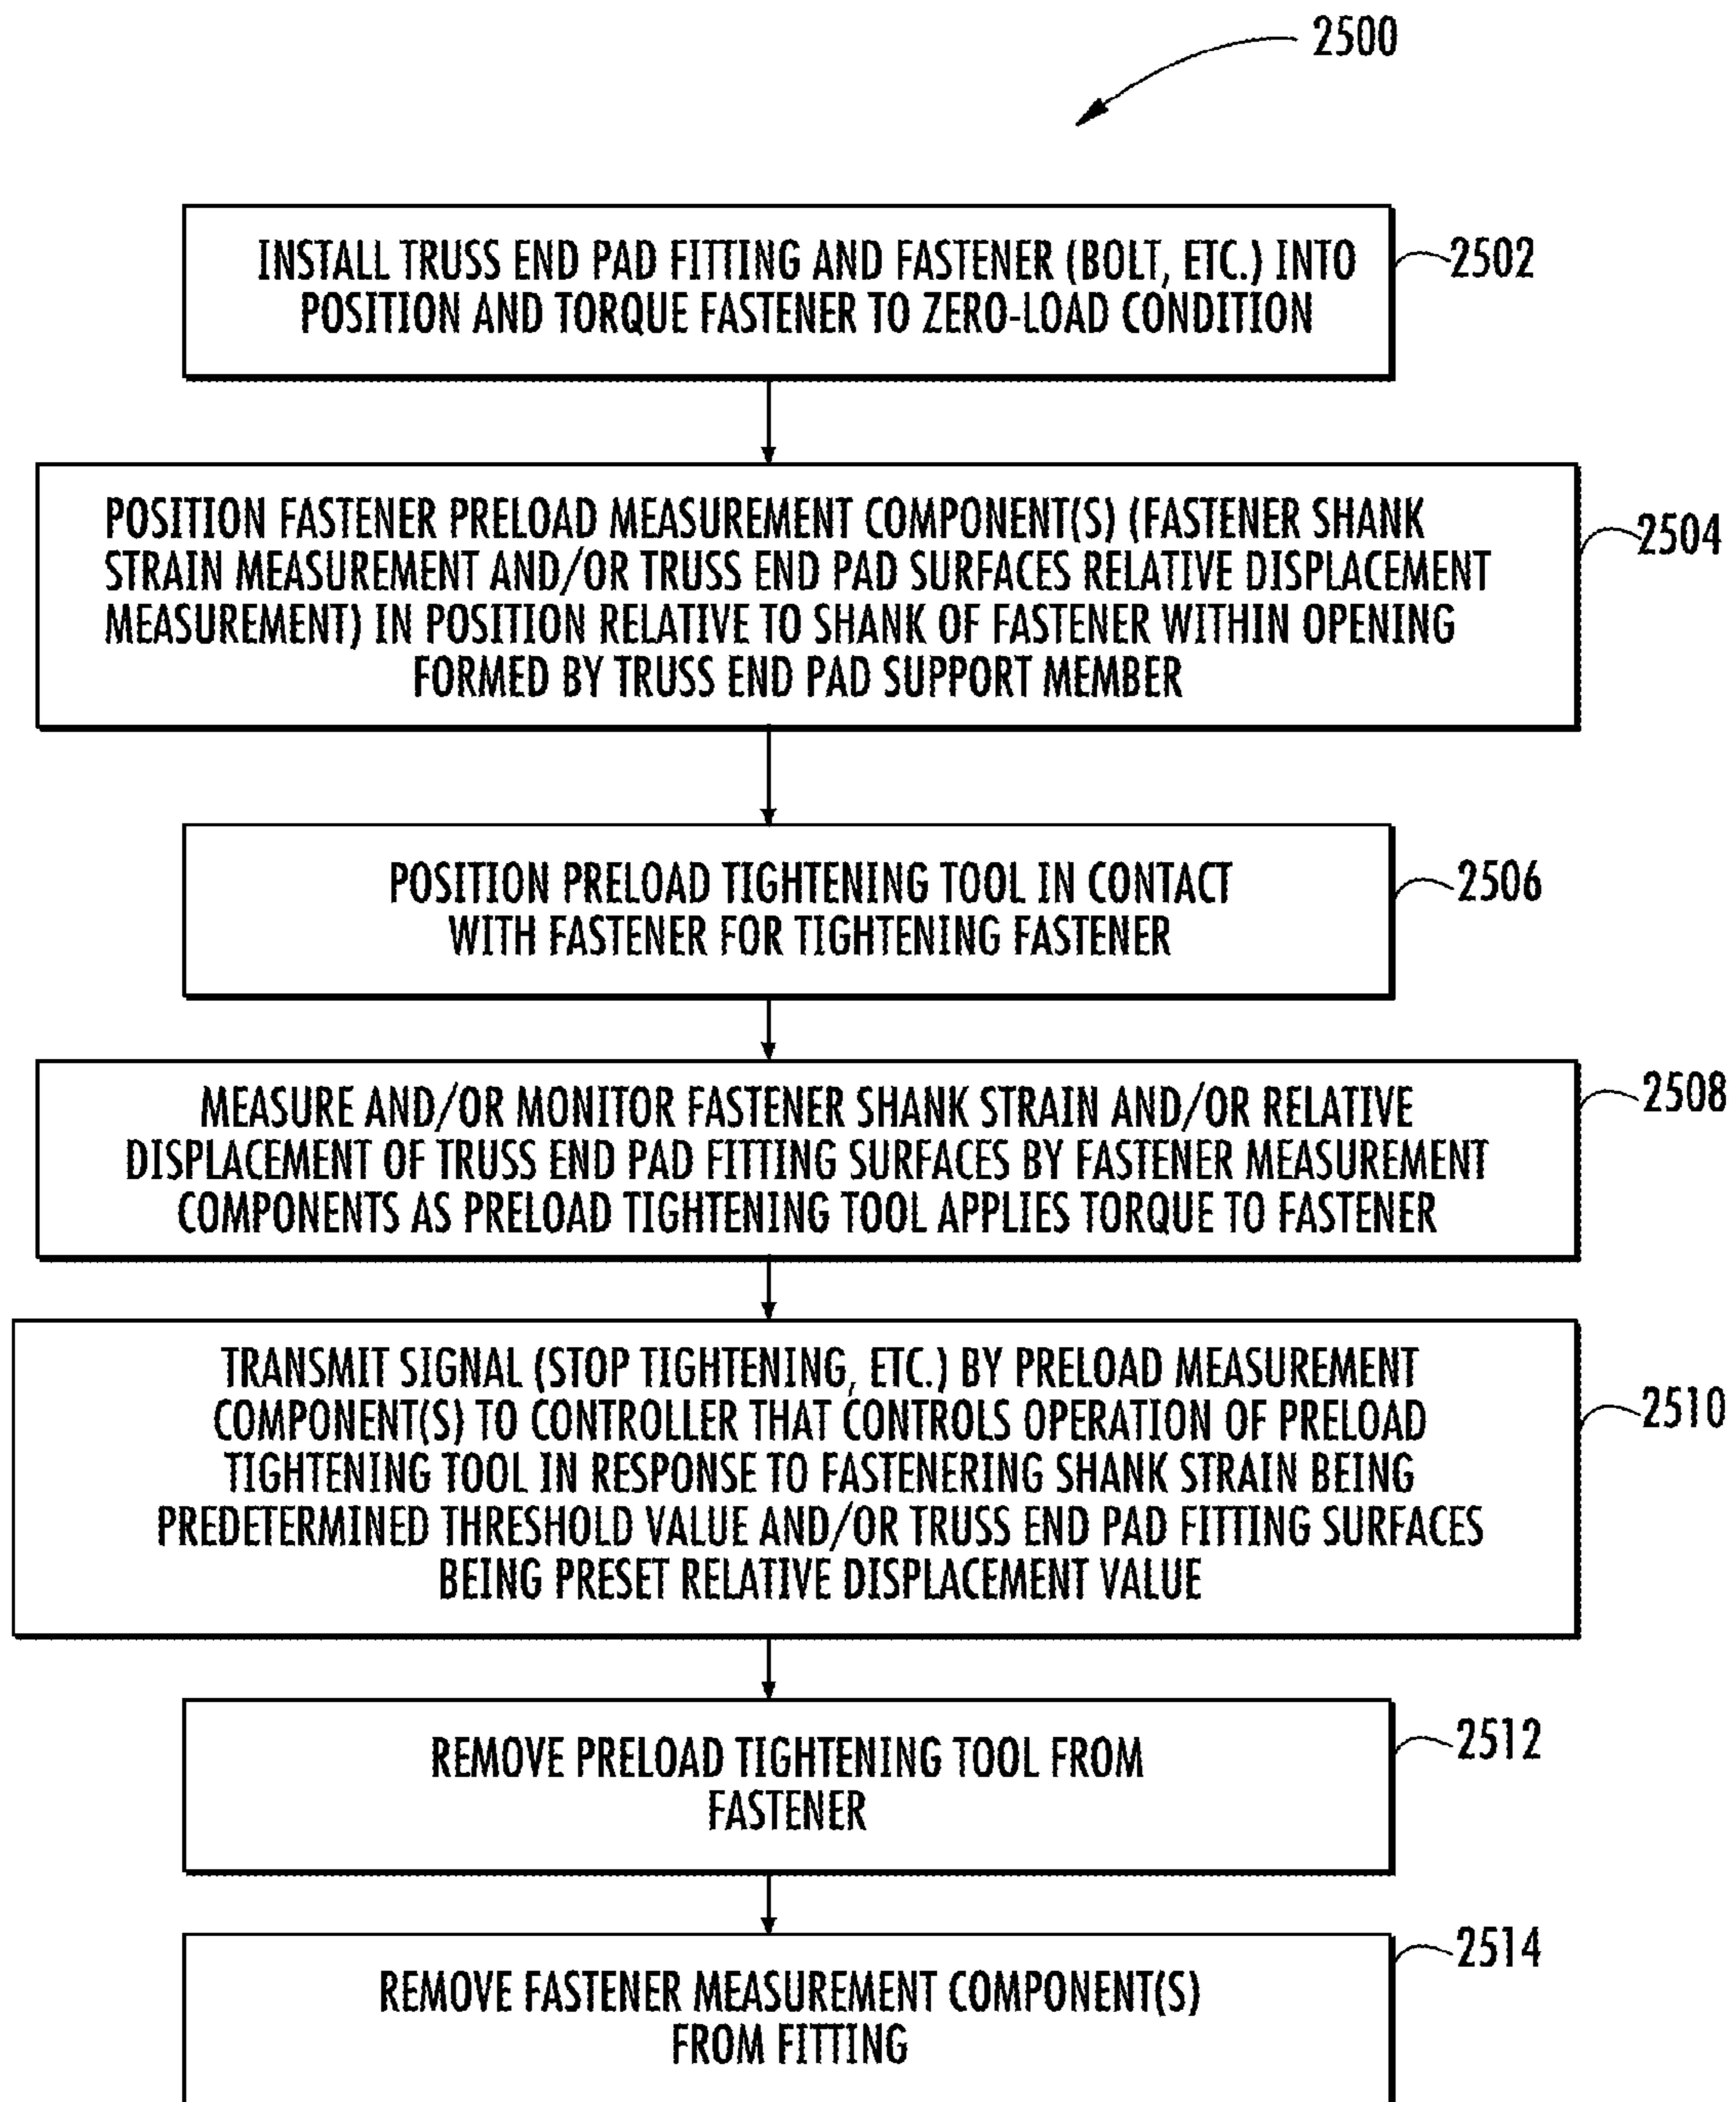 2500
INSTALL TRUSS END PAD FITTING AND FASTENER (BOLT, ETC.) INTO
POSITION AND TORQUE FASTENER TO ZERO-LOAD CONDITION
2502
POSITION FASTENER PRELOAD MEASUREMENT COMPONENT(S) (FASTENER SHANK
STRAIN MEASUREMENT AND/OR TRUSS END PAD SURFACES RELATIVE DISPLACEMENT
MEASUREMENT) IN POSITION RELATIVE TO SHANK OF FASTENER WITHIN OPENING
FORMED BY TRUSS END PAD SUPPORT MEMBER
2504
POSITION PRELOAD TIGHTENING TOOL IN CONTACT
WITH FASTENER FOR TIGHTENING FASTENER
2506
MEASURE AND/OR MONITOR FASTENER SHANK STRAIN AND/OR RELATIVE
DISPLACEMENT OF TRUSS END PAD FITTING SURFACES BY FASTENER MEASUREMENT
COMPONENTS AS PRELOAD TIGHTENING TOOL APPLIES TORQUE TO FASTENER
2508
TRANSMIT SIGNAL (STOP TIGHTENING, ETC.) BY PRELOAD MEASUREMENT
COMPONENT(S) TO CONTROLLER THAT CONTROLS OPERATION OF PRELOAD
TIGHTENING TOOL IN RESPONSE TO FASTENERING SHANK STRAIN BEING
PREDETERMINED THRESHOLD VALUE AND/OR TRUSS END PAD FITTING SURFACES
BEING PRESET RELATIVE DISPLACEMENT VALUE
2510
REMOVE PRELOAD TIGHTENING TOOL FROM
FASTENER
2512
REMOVE FASTENER MEASUREMENT COMPONENT(S)
FROM FITTING
2514